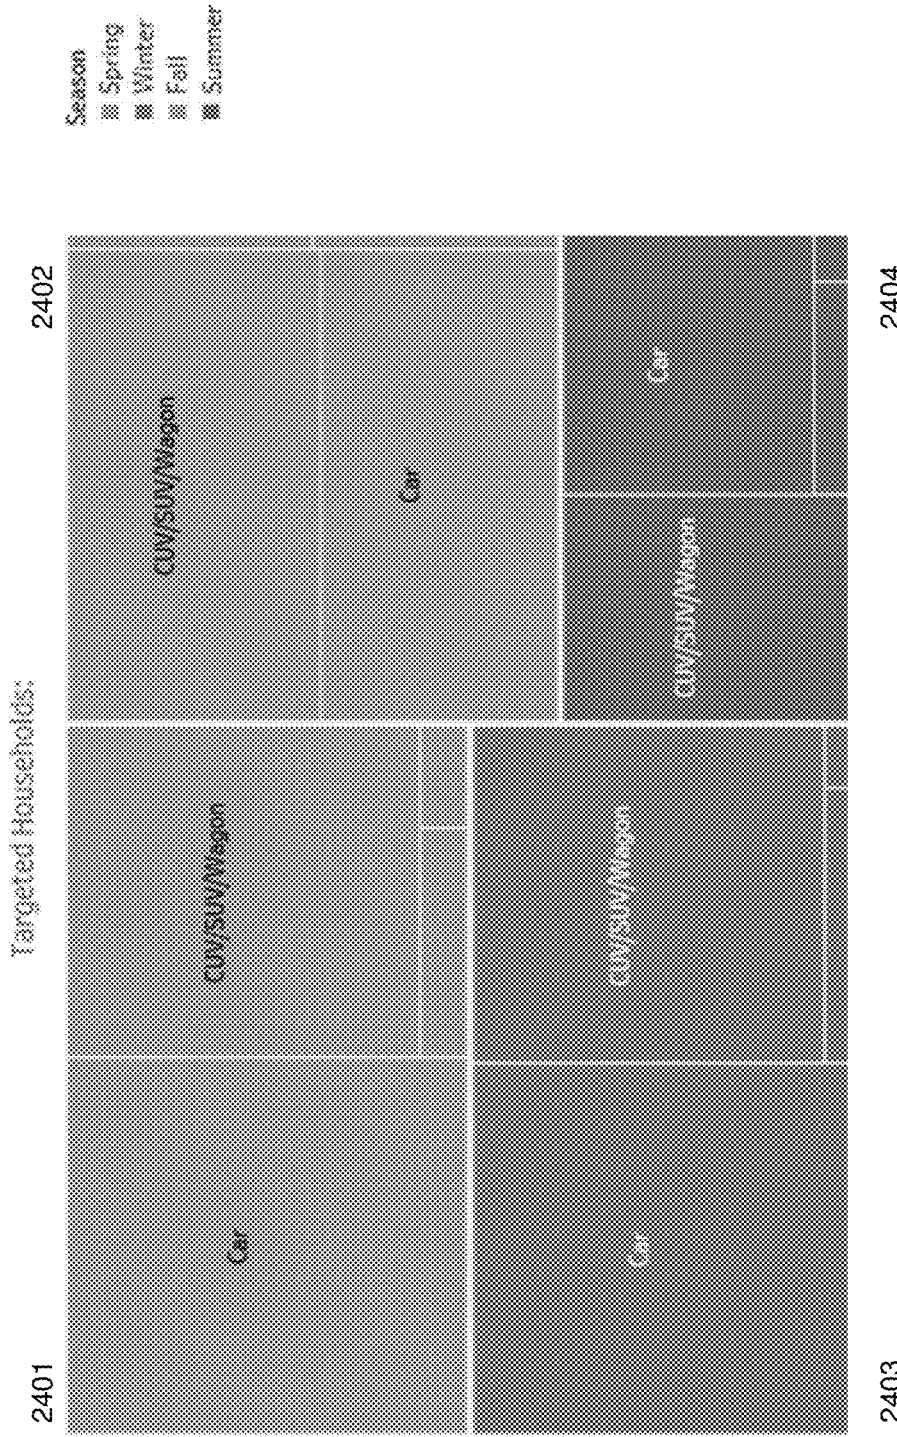 Targeted Households:
2401
2402
Season
Spring
Winter
Fall
Summer
Car
CUV/SUV/Wagon
CUV/SUV/Wagon
Car
Car
CUV/SUV/Wagon
CUV/SUV/Wagon
Car
2403
2404